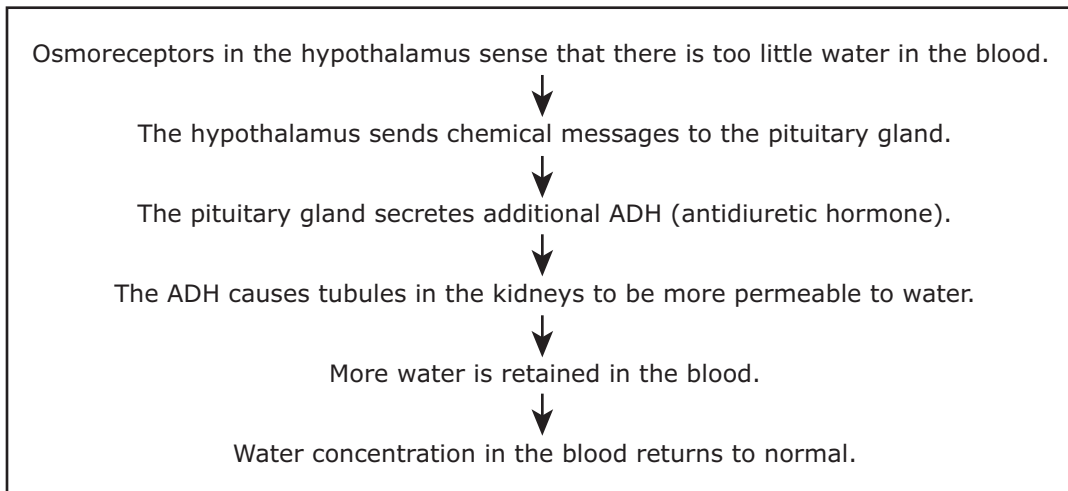 Osmoreceptors in the hypothalamus sense that there is too little water in the blood.
The hypothalamus sends chemical messages to the pituitary gland.
The pituitary gland secretes additional ADH (antidiuretic hormone).
The ADH causes tubules in the kidneys to be more permeable to water.
More water is retained in the blood.
Water concentration in the blood returns to normal.